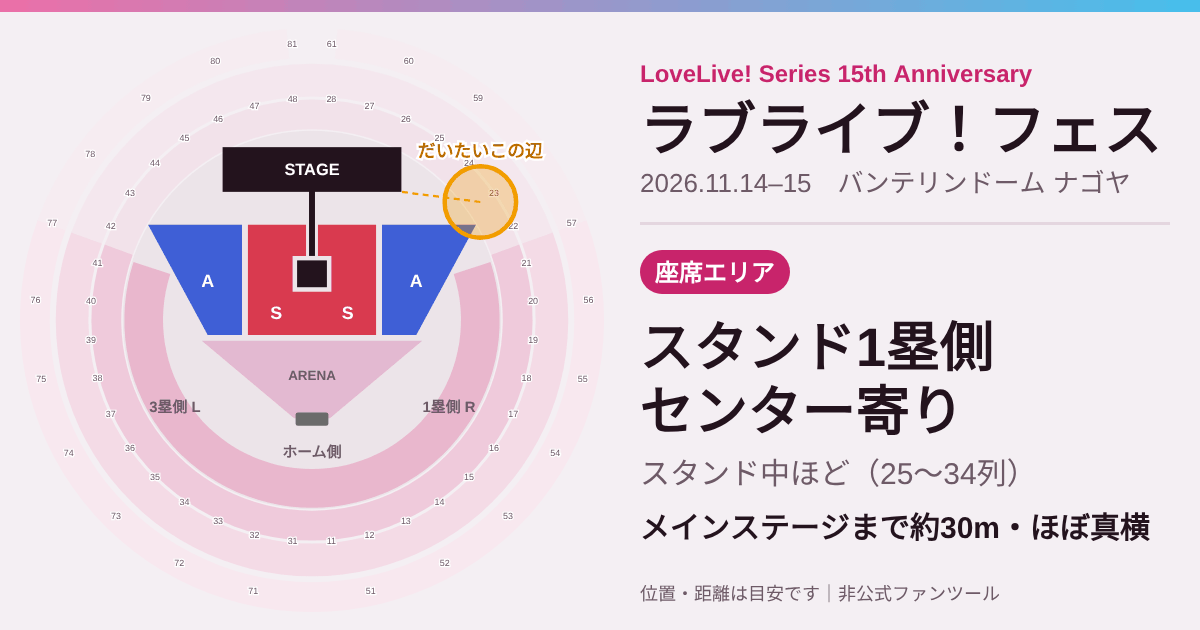 81 61
80 60
79 59
47 48 28 27
46 26
45 25
だいたいこの辺
78 44 24
STAGE
43 23
77 42 22 57
41 21
A A
76 40 20 56
S S
39 19
ARENA
75 38 18 55
3塁側 L 1塁側 R
37 17
ホーム側
74 36 16 54
35 15
34 14
73 33 13 53
32 31 11 12
72 52
71 51
LoveLive! Series 15th Anniversary
ラブライブ！フェス
2026.11.14–15　バンテリンドーム ナゴヤ
座席エリア
スタンド1塁側
センター寄り
スタンド中ほど（25〜34列）
メインステージまで約30m・ほぼ真横
位置・距離は目安です｜非公式ファンツール